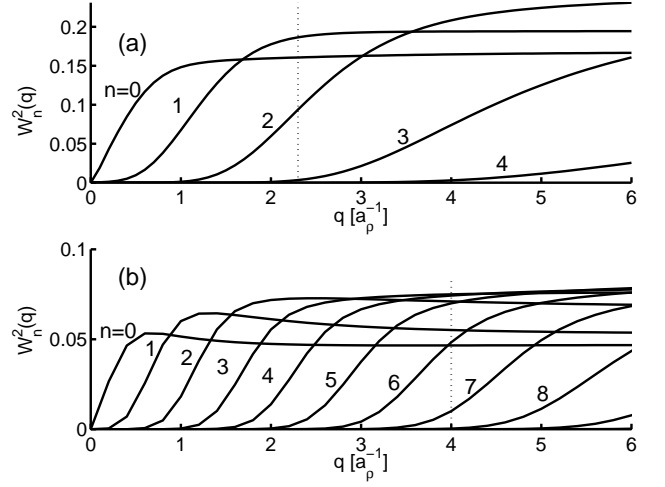 0.2
(a)
0.15
n=0
1
0.1
2
3
0.05
4
0
W_n^2(q)
0 1 2 3 4 5 6
q [a_ρ^{-1}]
0.1
(b)
n=0
0.05
1 2 3 4 5 6 7 8
0
W_n^2(q)
0 1 2 3 4 5 6
q [a_ρ^{-1}]